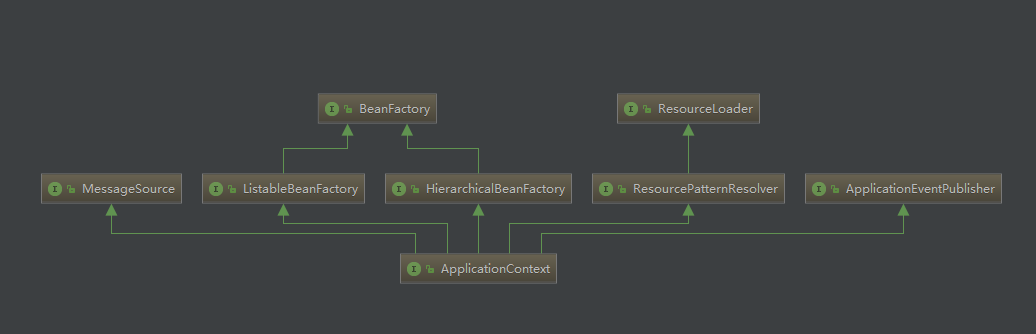 BeanFactory
ResourceLoader
MessageSource
ListableBeanFactory
HierarchicalBeanFactory
ResourcePatternResolver
ApplicationEventPublisher
ApplicationContext